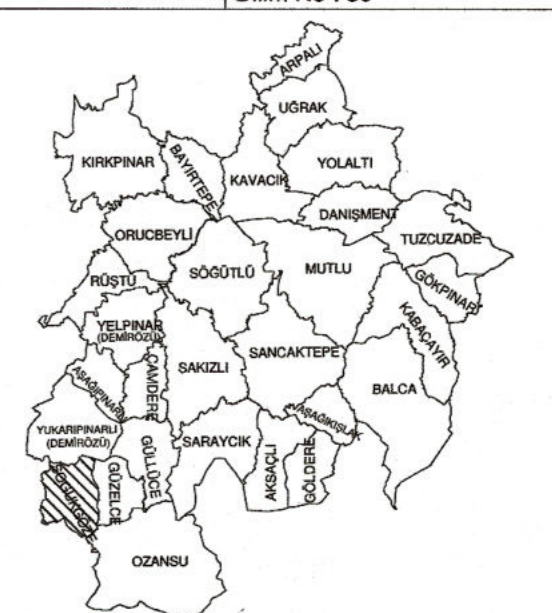 ARPALI
UĞRAK
KIRKPINAR
BAYIRTEPE
KAVACIK
YOLALTI
DANIŞMENT
ORUCBEYLİ
TUZCUZADE
SÖĞÜTLÜ
MUTLU
RÜŞTÜ
GÖKPINAR
YELPINAR
(DEMİRÖZÜ)
KABAÇAYIR
ÇAMDERE
SAKIZLI
SANCAKTEPE
AŞAĞIPINARLI
BALCA
AŞAĞIKIŞLAK
YUKARIPINARLI
(DEMİRÖZÜ)
GÜLLÜCE
SARAYCIK
AKSAÇLI
GÖLDERE
GÜZELCE
OZANSU